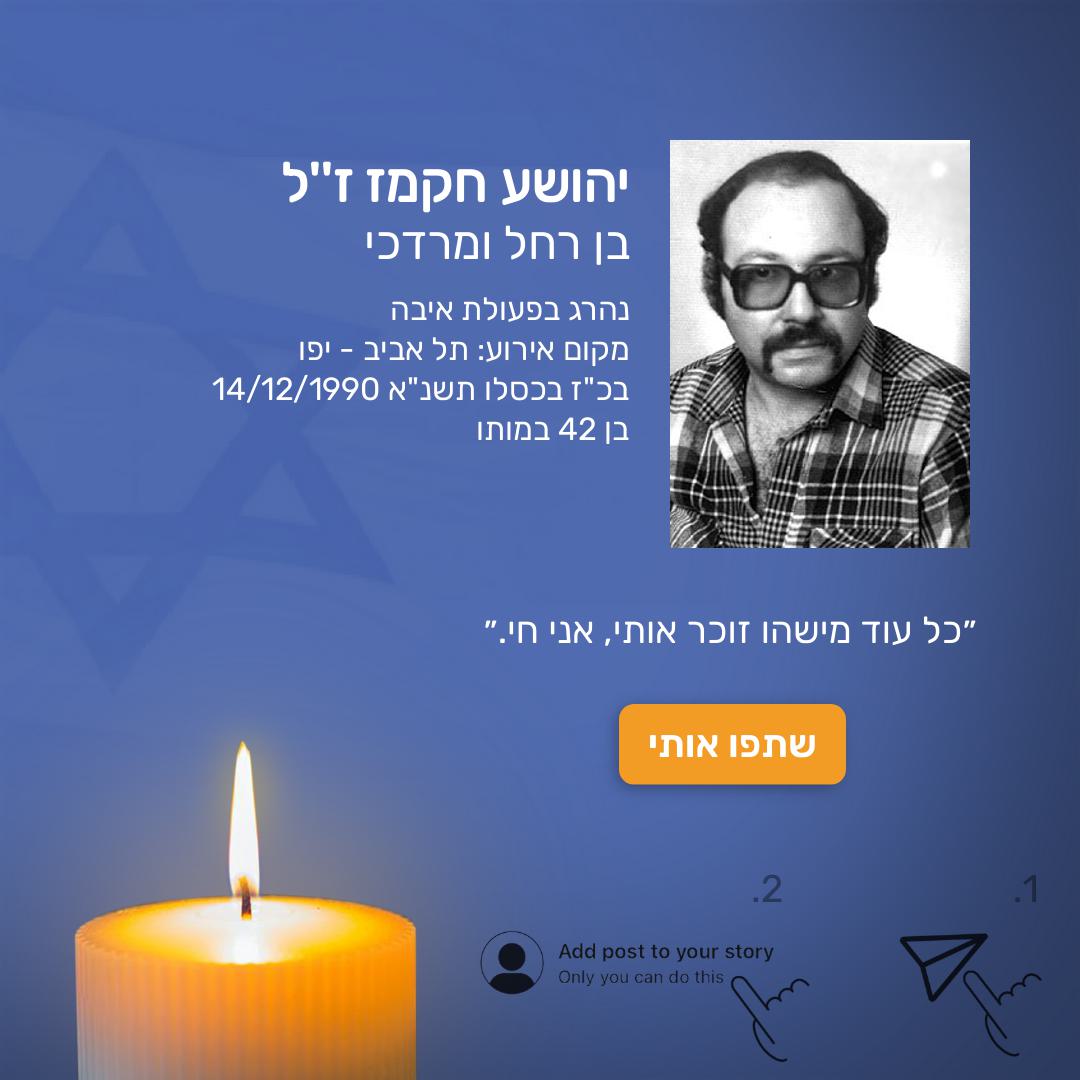 יהושע חקמז ז"ל
בן רחל ומרדכי
נהרג בפעולת איבה
מקום אירוע: תל אביב - יפו
בכ"ז בכסלו תשנ"א 14/12/1990
בן 42 במותו
״כל עוד מישהו זוכר אותי, אני חי.״
שתפו אותי
1.
2.
Add post to your story
Only you can do this